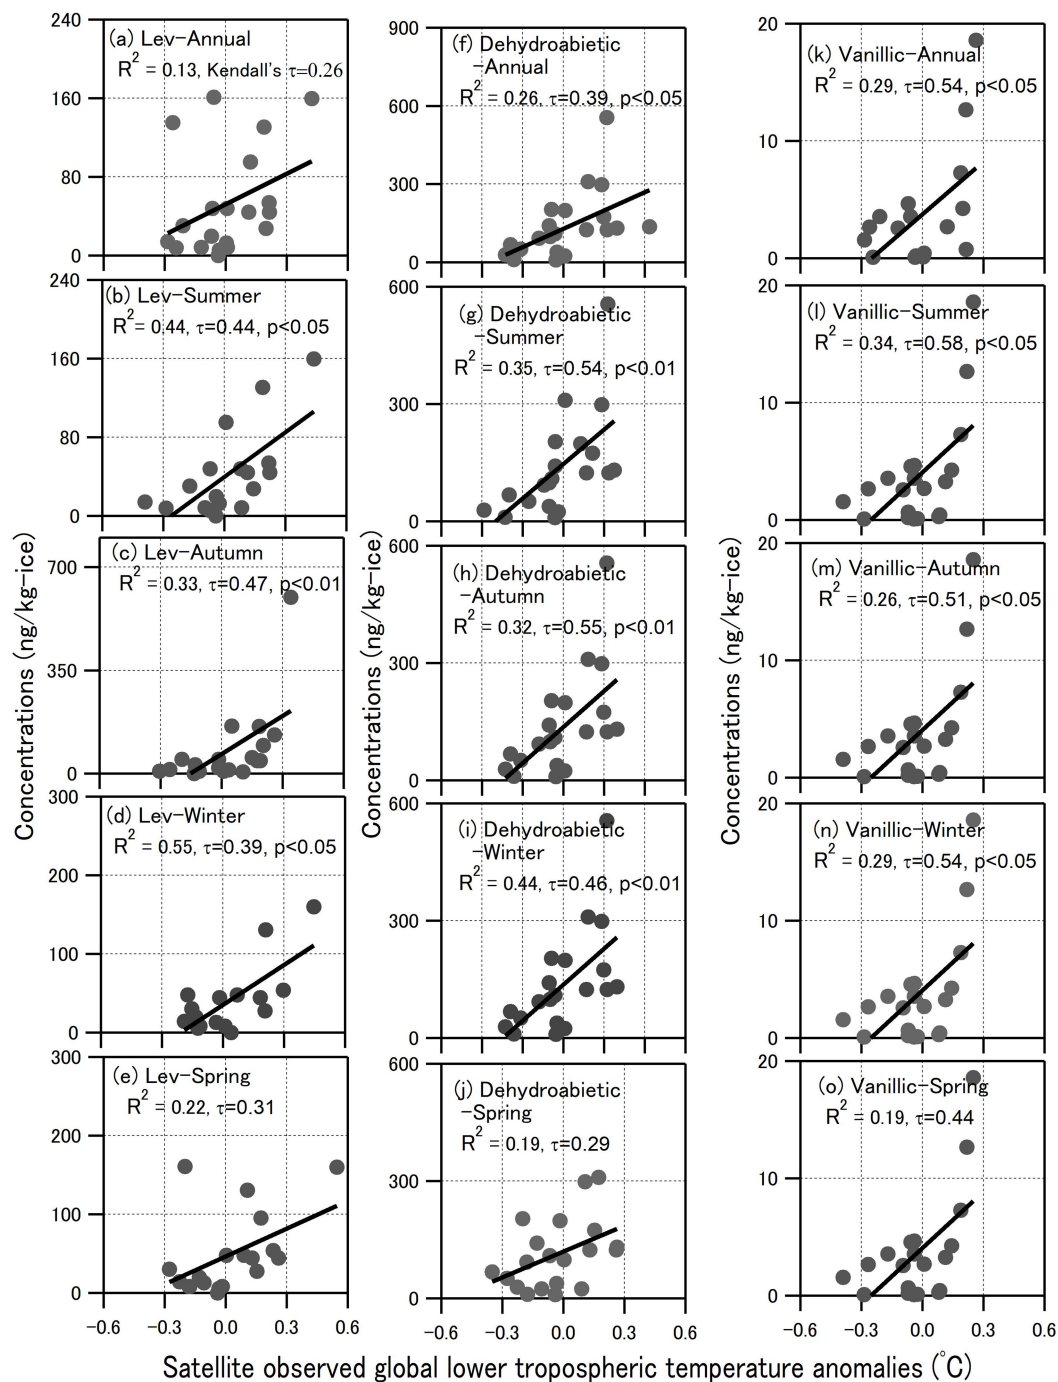 240
160
80
0
(a) Lev-Annual
R² = 0.13, Kendall's τ=0.26
240
160
80
0
(b) Lev-Summer
R² = 0.44, τ=0.44, p<0.05
700
350
0
(c) Lev-Autumn
R² = 0.33, τ=0.47, p<0.01
300
200
100
0
(d) Lev-Winter
R² = 0.55, τ=0.39, p<0.05
300
200
100
0
(e) Lev-Spring
R² = 0.22, τ=0.31
-0.6 -0.3 0.0 0.6
Concentrations (ng/kg-ice)
900
600
300
0
(f) Dehydroabietic
-Annual
R² = 0.26, τ=0.39, p<0.05
600
300
0
(g) Dehydroabietic
-Summer
R² = 0.35, τ=0.54, p<0.01
600
300
0
(h) Dehydroabietic
-Autumn
R² = 0.32, τ=0.55, p<0.01
600
300
0
(i) Dehydroabietic
-Winter
R² = 0.44, τ=0.46, p<0.01
600
300
0
(j) Dehydroabietic
-Spring
R² = 0.19, τ=0.29
-0.6 -0.3 0.0 0.3 0.6
Concentrations (ng/kg-ice)
20
10
0
(k) Vanillic-Annual
R² = 0.29, τ=0.54, p<0.05
20
10
0
(l) Vanillic-Summer
R² = 0.34, τ=0.58, p<0.05
20
10
0
(m) Vanillic-Autumn
R² = 0.26, τ=0.51, p<0.05
20
10
0
(n) Vanillic-Winter
R² = 0.29, τ=0.54, p<0.05
20
10
0
(o) Vanillic-Spring
R² = 0.19, τ=0.44
-0.6 -0.3 0.0 0.3 0.6
Concentrations (ng/kg-ice)
Satellite observed global lower tropospheric temperature anomalies (°C)